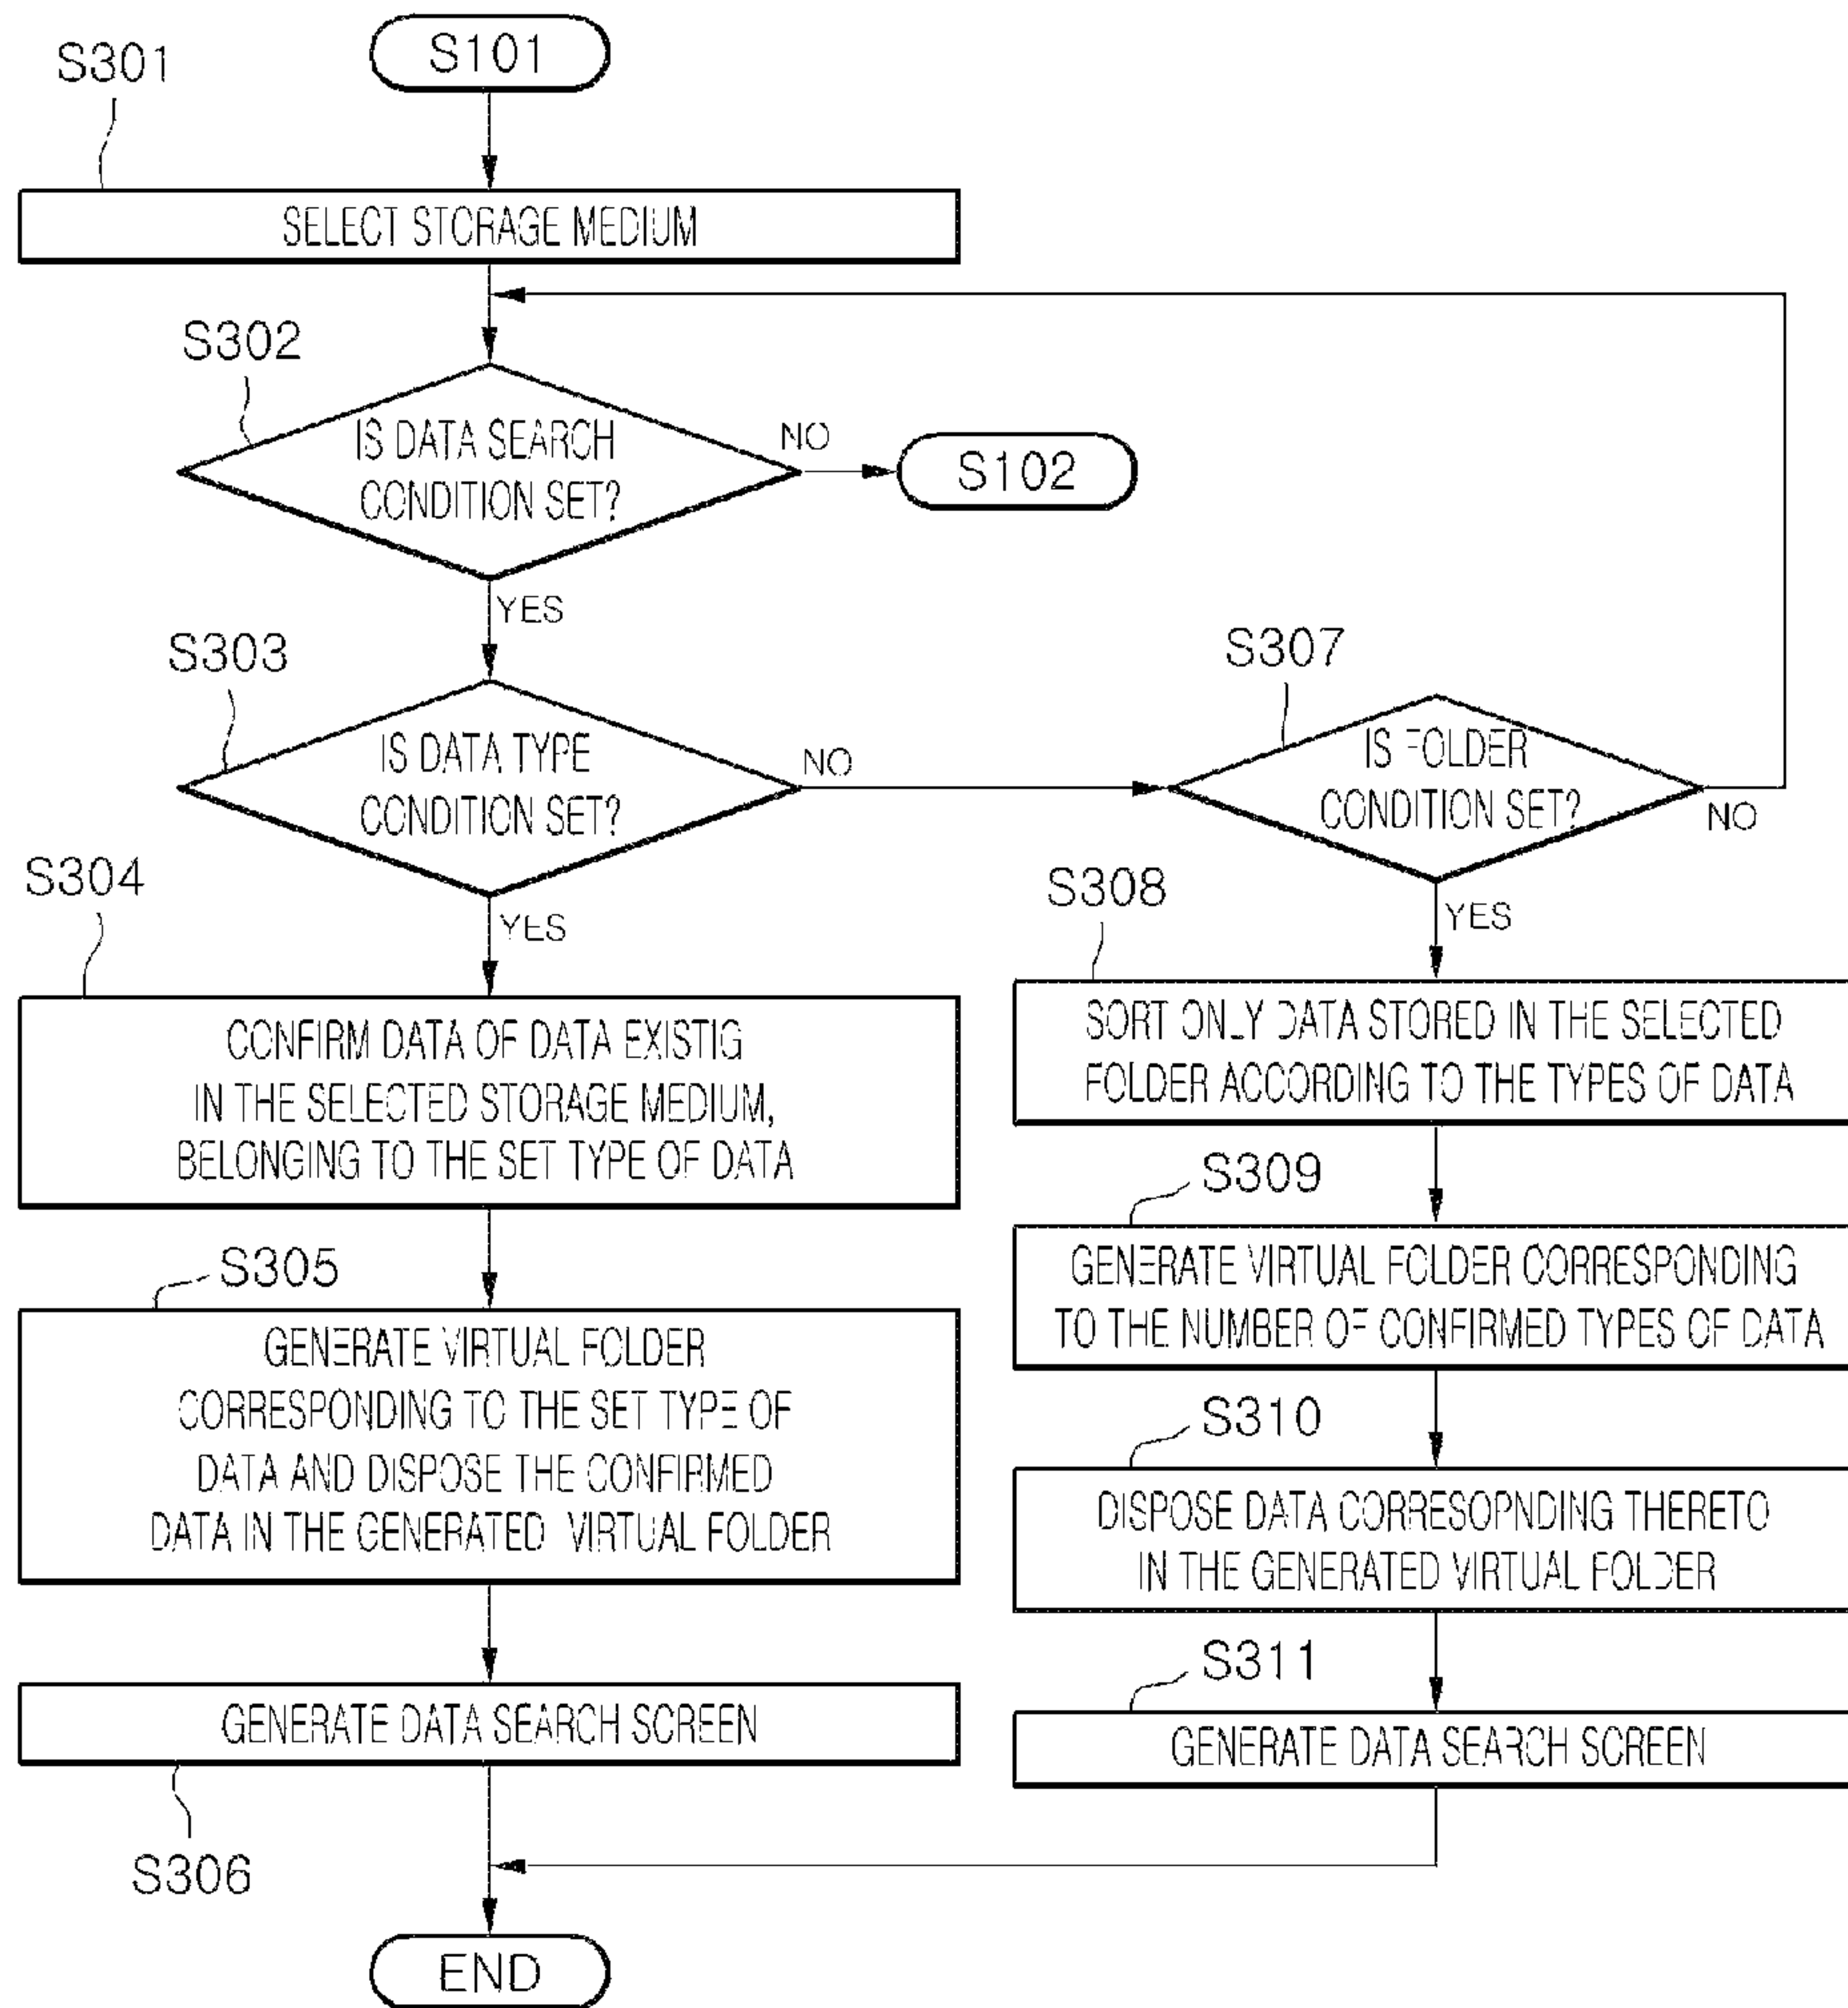 S101
S301
SELECT STORAGE MEDIUM
S302
IS DATA SEARCH
CONDITION SET?
NO
S102
YES
S303
IS DATA TYPE
CONDITION SET?
NO
S307
IS FOLDER
CONDITION SET?
NO
YES
S304
CONFIRM DATA OF DATA EXISTIG
IN THE SELECTED STORAGE MEDIUM,
BELONGING TO THE SET TYPE OF DATA
S305
GENERATE VIRTUAL FOLDER
CORRESPONDING TO THE SET TYPE OF
DATA AND DISPOSE THE CONFIRMED
DATA IN THE GENERATED VIRTUAL FOLDER
GENERATE DATA SEARCH SCREEN
S306
YES
S308
SORT ONLY DATA STORED IN THE SELECTED
FOLDER ACCORDING TO THE TYPES OF DATA
S309
GENERATE VIRTUAL FOLDER CORRESPONDING
TO THE NUMBER OF CONFIRMED TYPES OF DATA
S310
DISPOSE DATA CORRESOPNDING THERETO
IN THE GENERATED VIRTUAL FOLDER
S311
GENERATE DATA SEARCH SCREEN
END